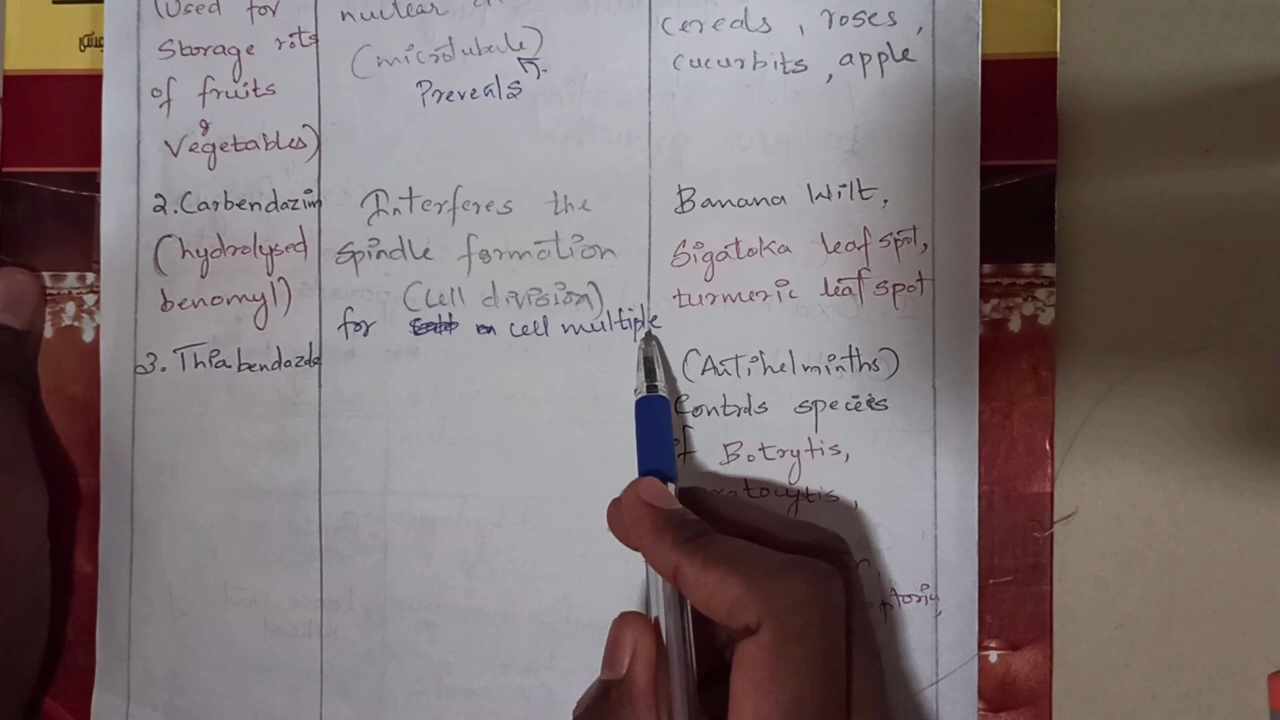 (Used for
Storage rots
of fruits
&
Vegetables)
nuclear
(microtubule)
Preveals
cereals, roses,
cucurbits, apple
2. Carbendazim
(hydrolysed
benomyl)
Interferes the
spindle formation
(cell division)
for cell multiple
Banana Wilt,
Sigatoka leaf spot,
turmeric leaf spot
3. Thiabendazole
(Antihelminths)
Controls species
of Botrytis,